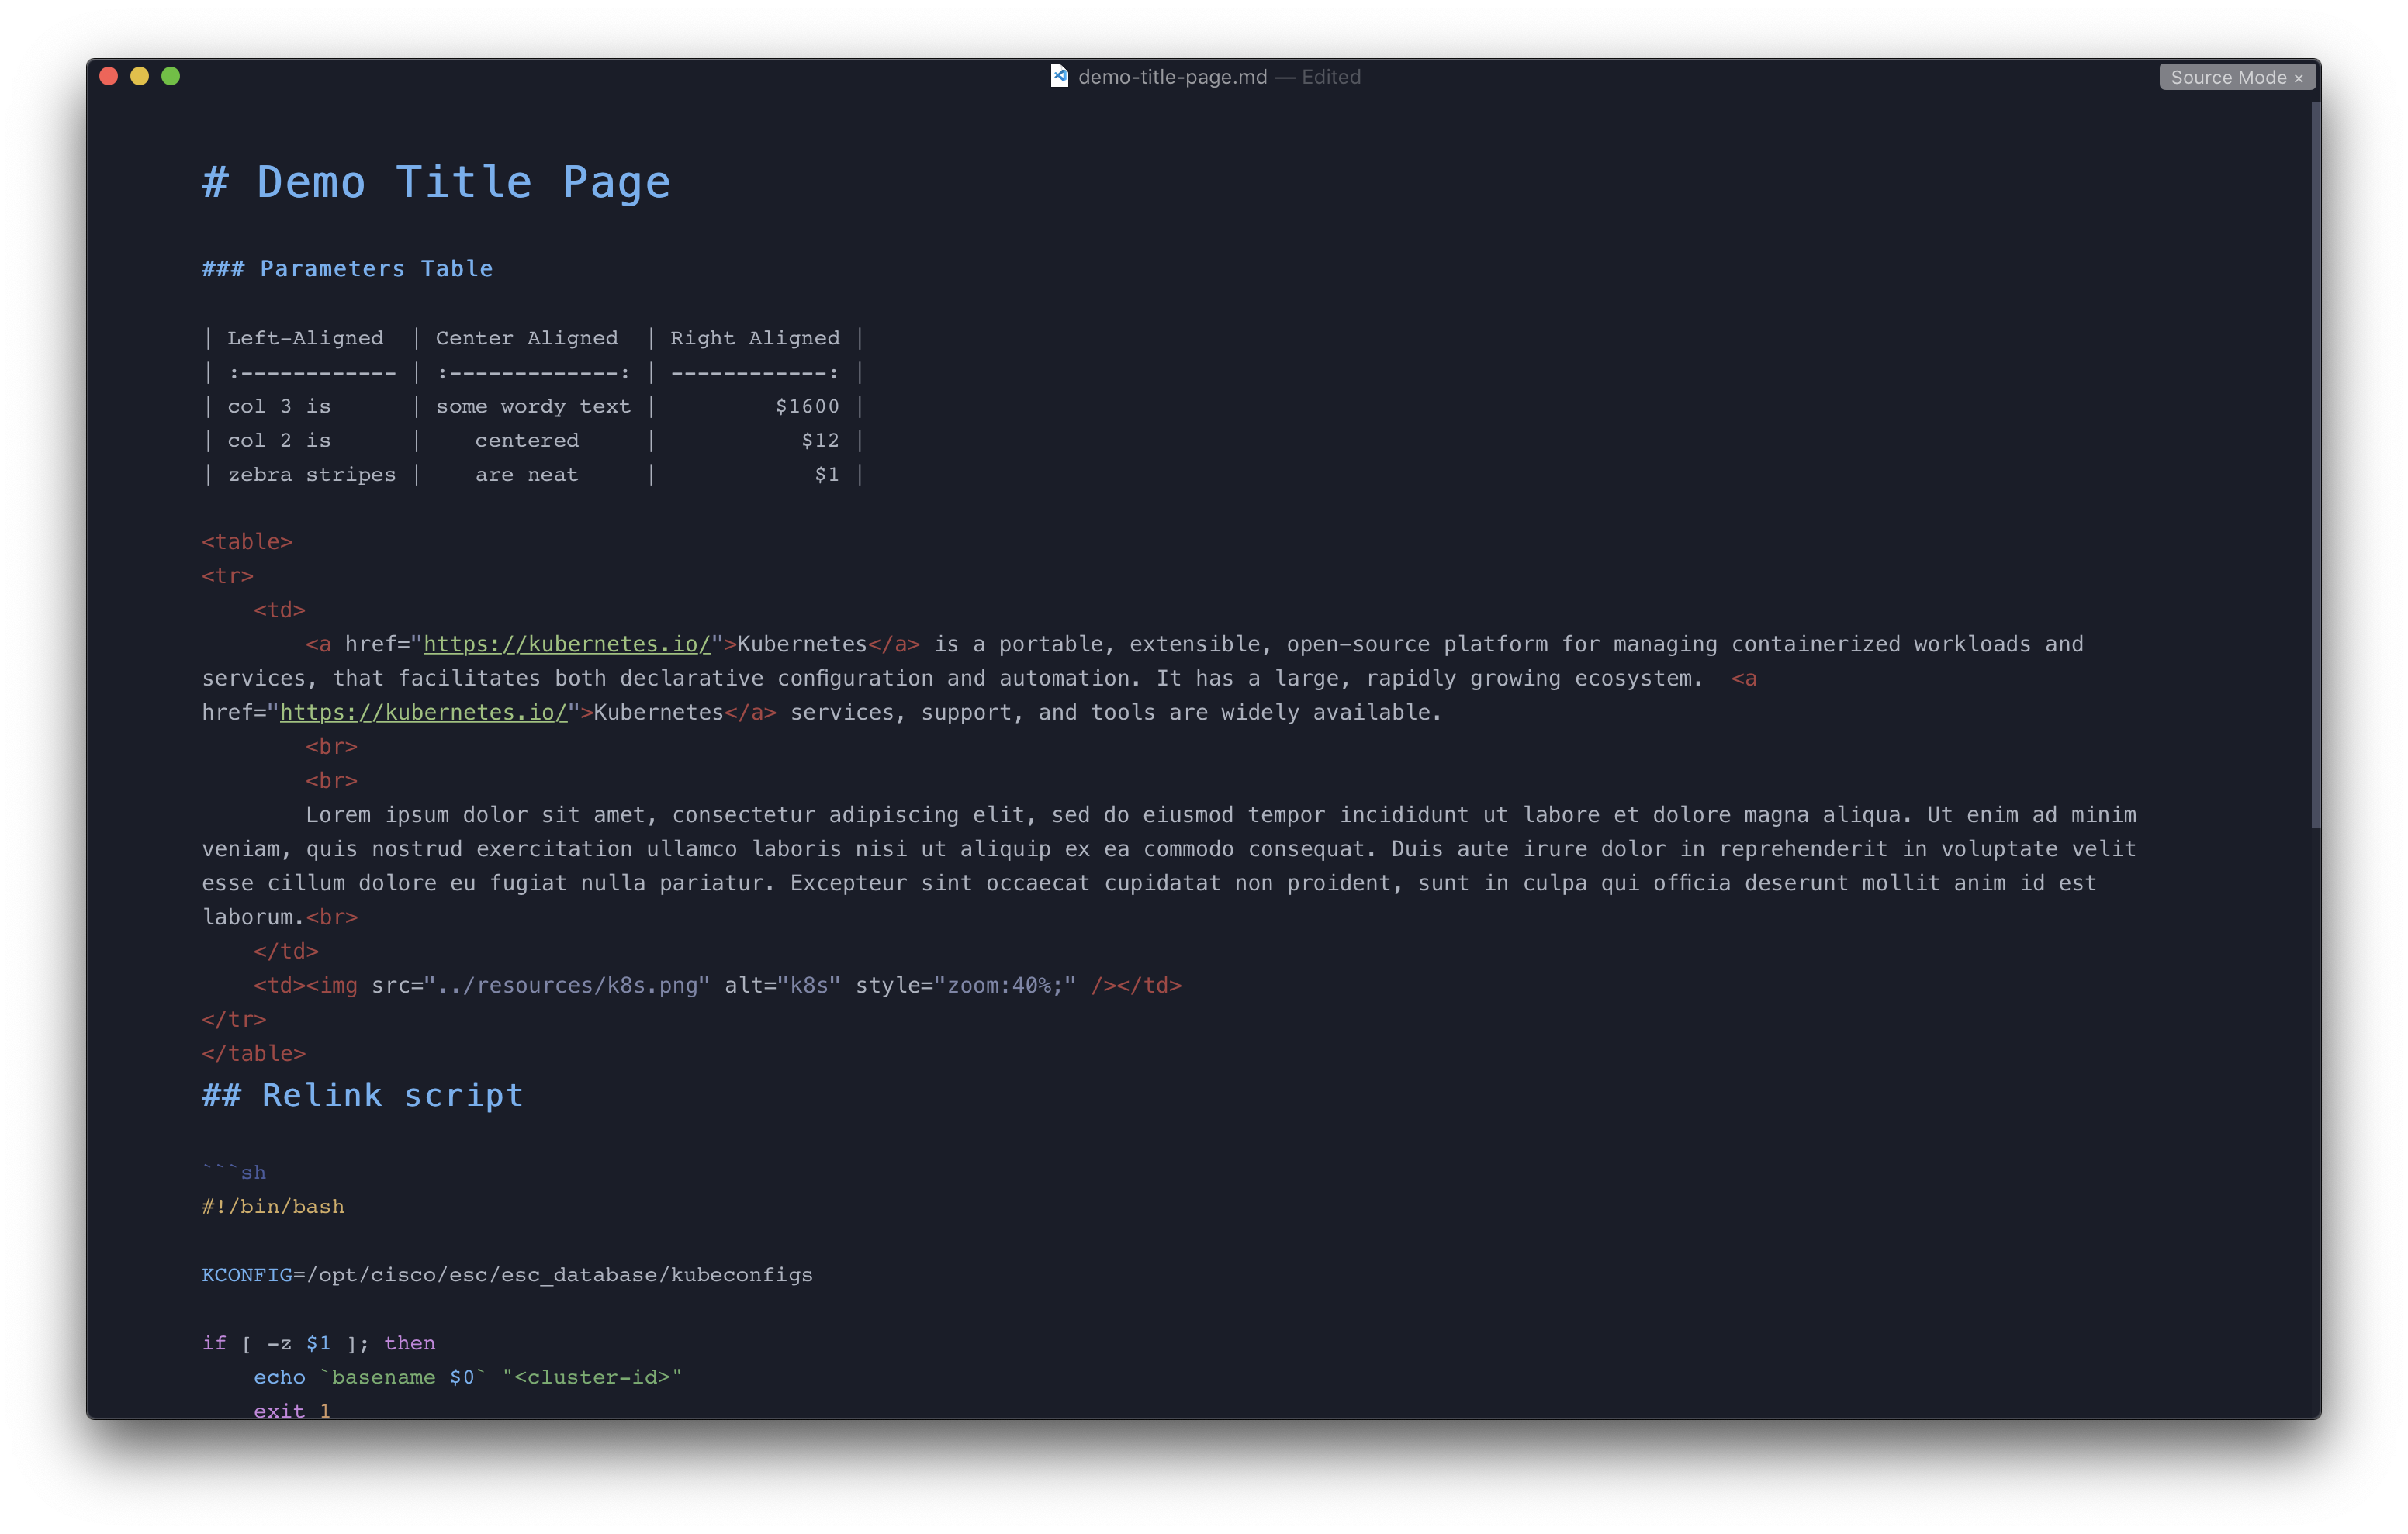 demo-title-page.md — Edited
Source Mode ×
# Demo Title Page
### Parameters Table
| Left-Aligned  | Center Aligned  | Right Aligned |
| :------------ | :-------------: | ------------: |
| col 3 is      | some wordy text |         $1600 |
| col 2 is      |    centered     |           $12 |
| zebra stripes |    are neat     |            $1 |
<table>
<tr>
    <td>
        <a href="https://kubernetes.io/">Kubernetes</a> is a portable, extensible, open-source platform for managing containerized workloads and
services, that facilitates both declarative configuration and automation. It has a large, rapidly growing ecosystem.  <a
href="https://kubernetes.io/">Kubernetes</a> services, support, and tools are widely available.
        <br>
        <br>
        Lorem ipsum dolor sit amet, consectetur adipiscing elit, sed do eiusmod tempor incididunt ut labore et dolore magna aliqua. Ut enim ad minim
veniam, quis nostrud exercitation ullamco laboris nisi ut aliquip ex ea commodo consequat. Duis aute irure dolor in reprehenderit in voluptate velit
esse cillum dolore eu fugiat nulla pariatur. Excepteur sint occaecat cupidatat non proident, sunt in culpa qui officia deserunt mollit anim id est
laborum.<br>
    </td>
    <td><img src="../resources/k8s.png" alt="k8s" style="zoom:40%;" /></td>
</tr>
</table>
## Relink script
```sh
#!/bin/bash
KCONFIG=/opt/cisco/esc/esc_database/kubeconfigs
if [ -z $1 ]; then
    echo `basename $0` "<cluster-id>"
    exit 1